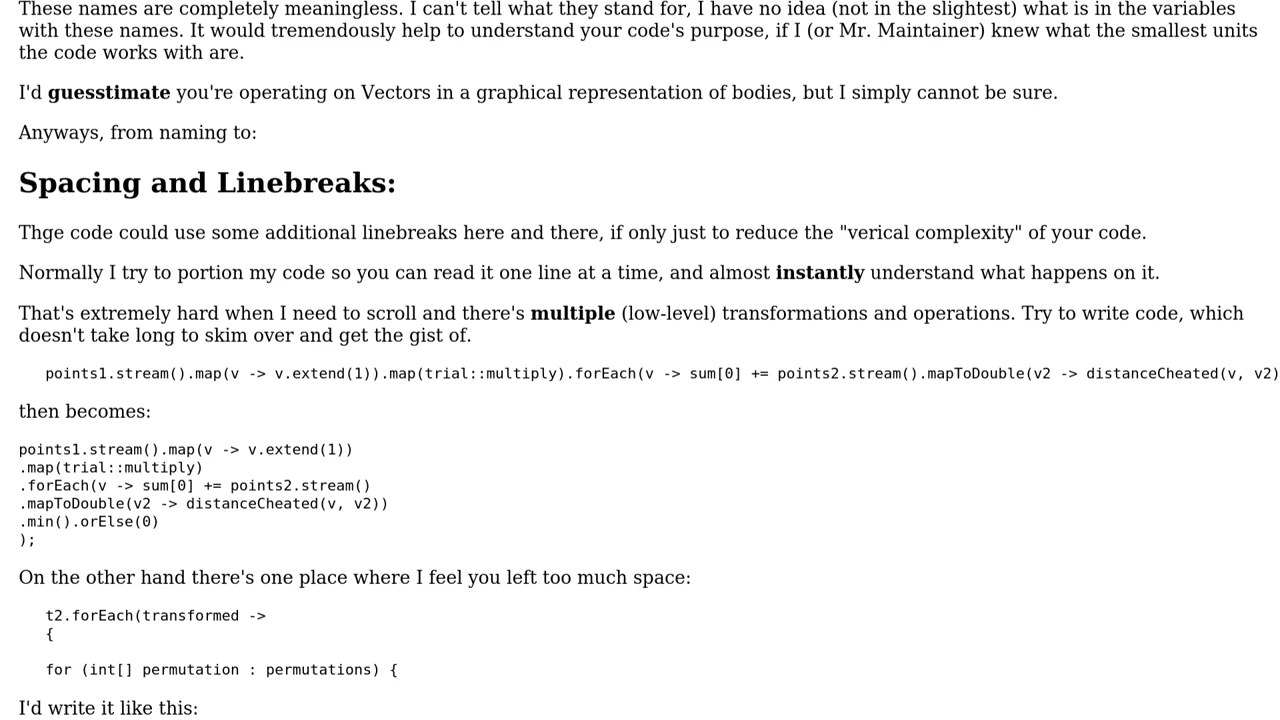 These names are completely meaningless. I can't tell what they stand for, I have no idea (not in the slightest) what is in the variables
with these names. It would tremendously help to understand your code's purpose, if I (or Mr. Maintainer) knew what the smallest units
the code works with are.
I'd guesstimate you're operating on Vectors in a graphical representation of bodies, but I simply cannot be sure.
Anyways, from naming to:
Spacing and Linebreaks:
Thge code could use some additional linebreaks here and there, if only just to reduce the "verical complexity" of your code.
Normally I try to portion my code so you can read it one line at a time, and almost instantly understand what happens on it.
That's extremely hard when I need to scroll and there's multiple (low-level) transformations and operations. Try to write code, which
doesn't take long to skim over and get the gist of.
points1.stream().map(v -> v.extend(1)).map(trial::multiply).forEach(v -> sum[0] += points2.stream().mapToDouble(v2 -> distanceCheated(v, v2)
then becomes:
points1.stream().map(v -> v.extend(1))
.map(trial::multiply)
.forEach(v -> sum[0] += points2.stream()
.mapToDouble(v2 -> distanceCheated(v, v2))
.min().orElse(0)
);
On the other hand there's one place where I feel you left too much space:
t2.forEach(transformed ->
{
for (int[] permutation : permutations) {
I'd write it like this: